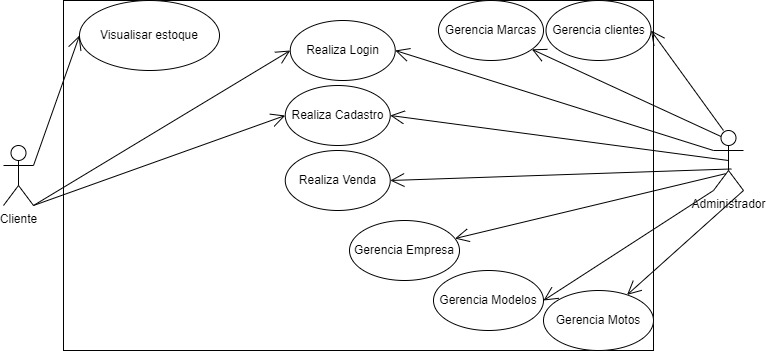 Visualisar estoque
Gerencia Marcas
Gerencia clientes
Realiza Login
Realiza Cadastro
Realiza Venda
Cliente
Administrador
Gerencia Empresa
Gerencia Modelos
Gerencia Motos